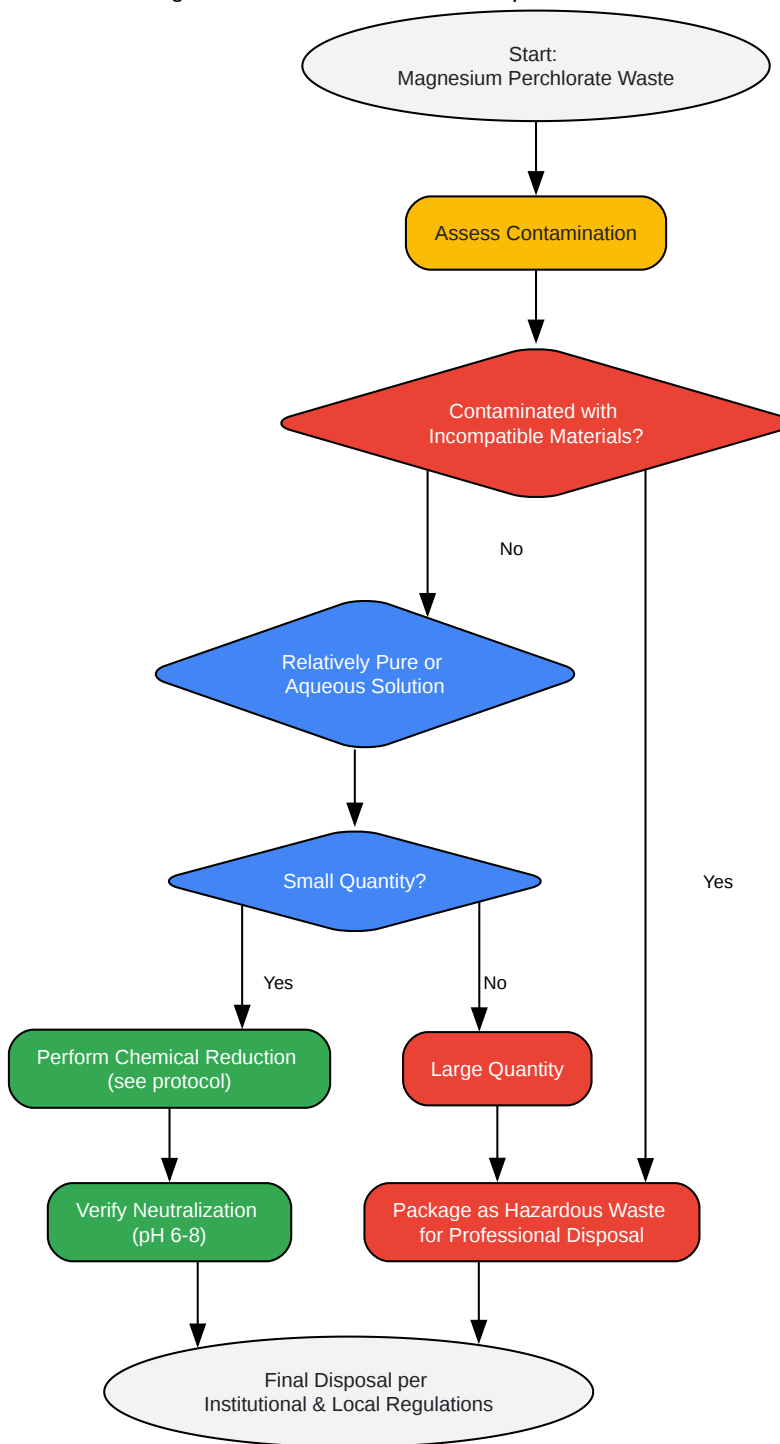 Start:
Magnesium Perchlorate Waste
Assess Contamination
Contaminated with
Incompatible Materials?
No
Relatively Pure or
Aqueous Solution
Small Quantity?
Yes
Yes
No
Perform Chemical Reduction
(see protocol)
Large Quantity
Verify Neutralization
(pH 6-8)
Package as Hazardous Waste
for Professional Disposal
Final Disposal per
Institutional & Local Regulations